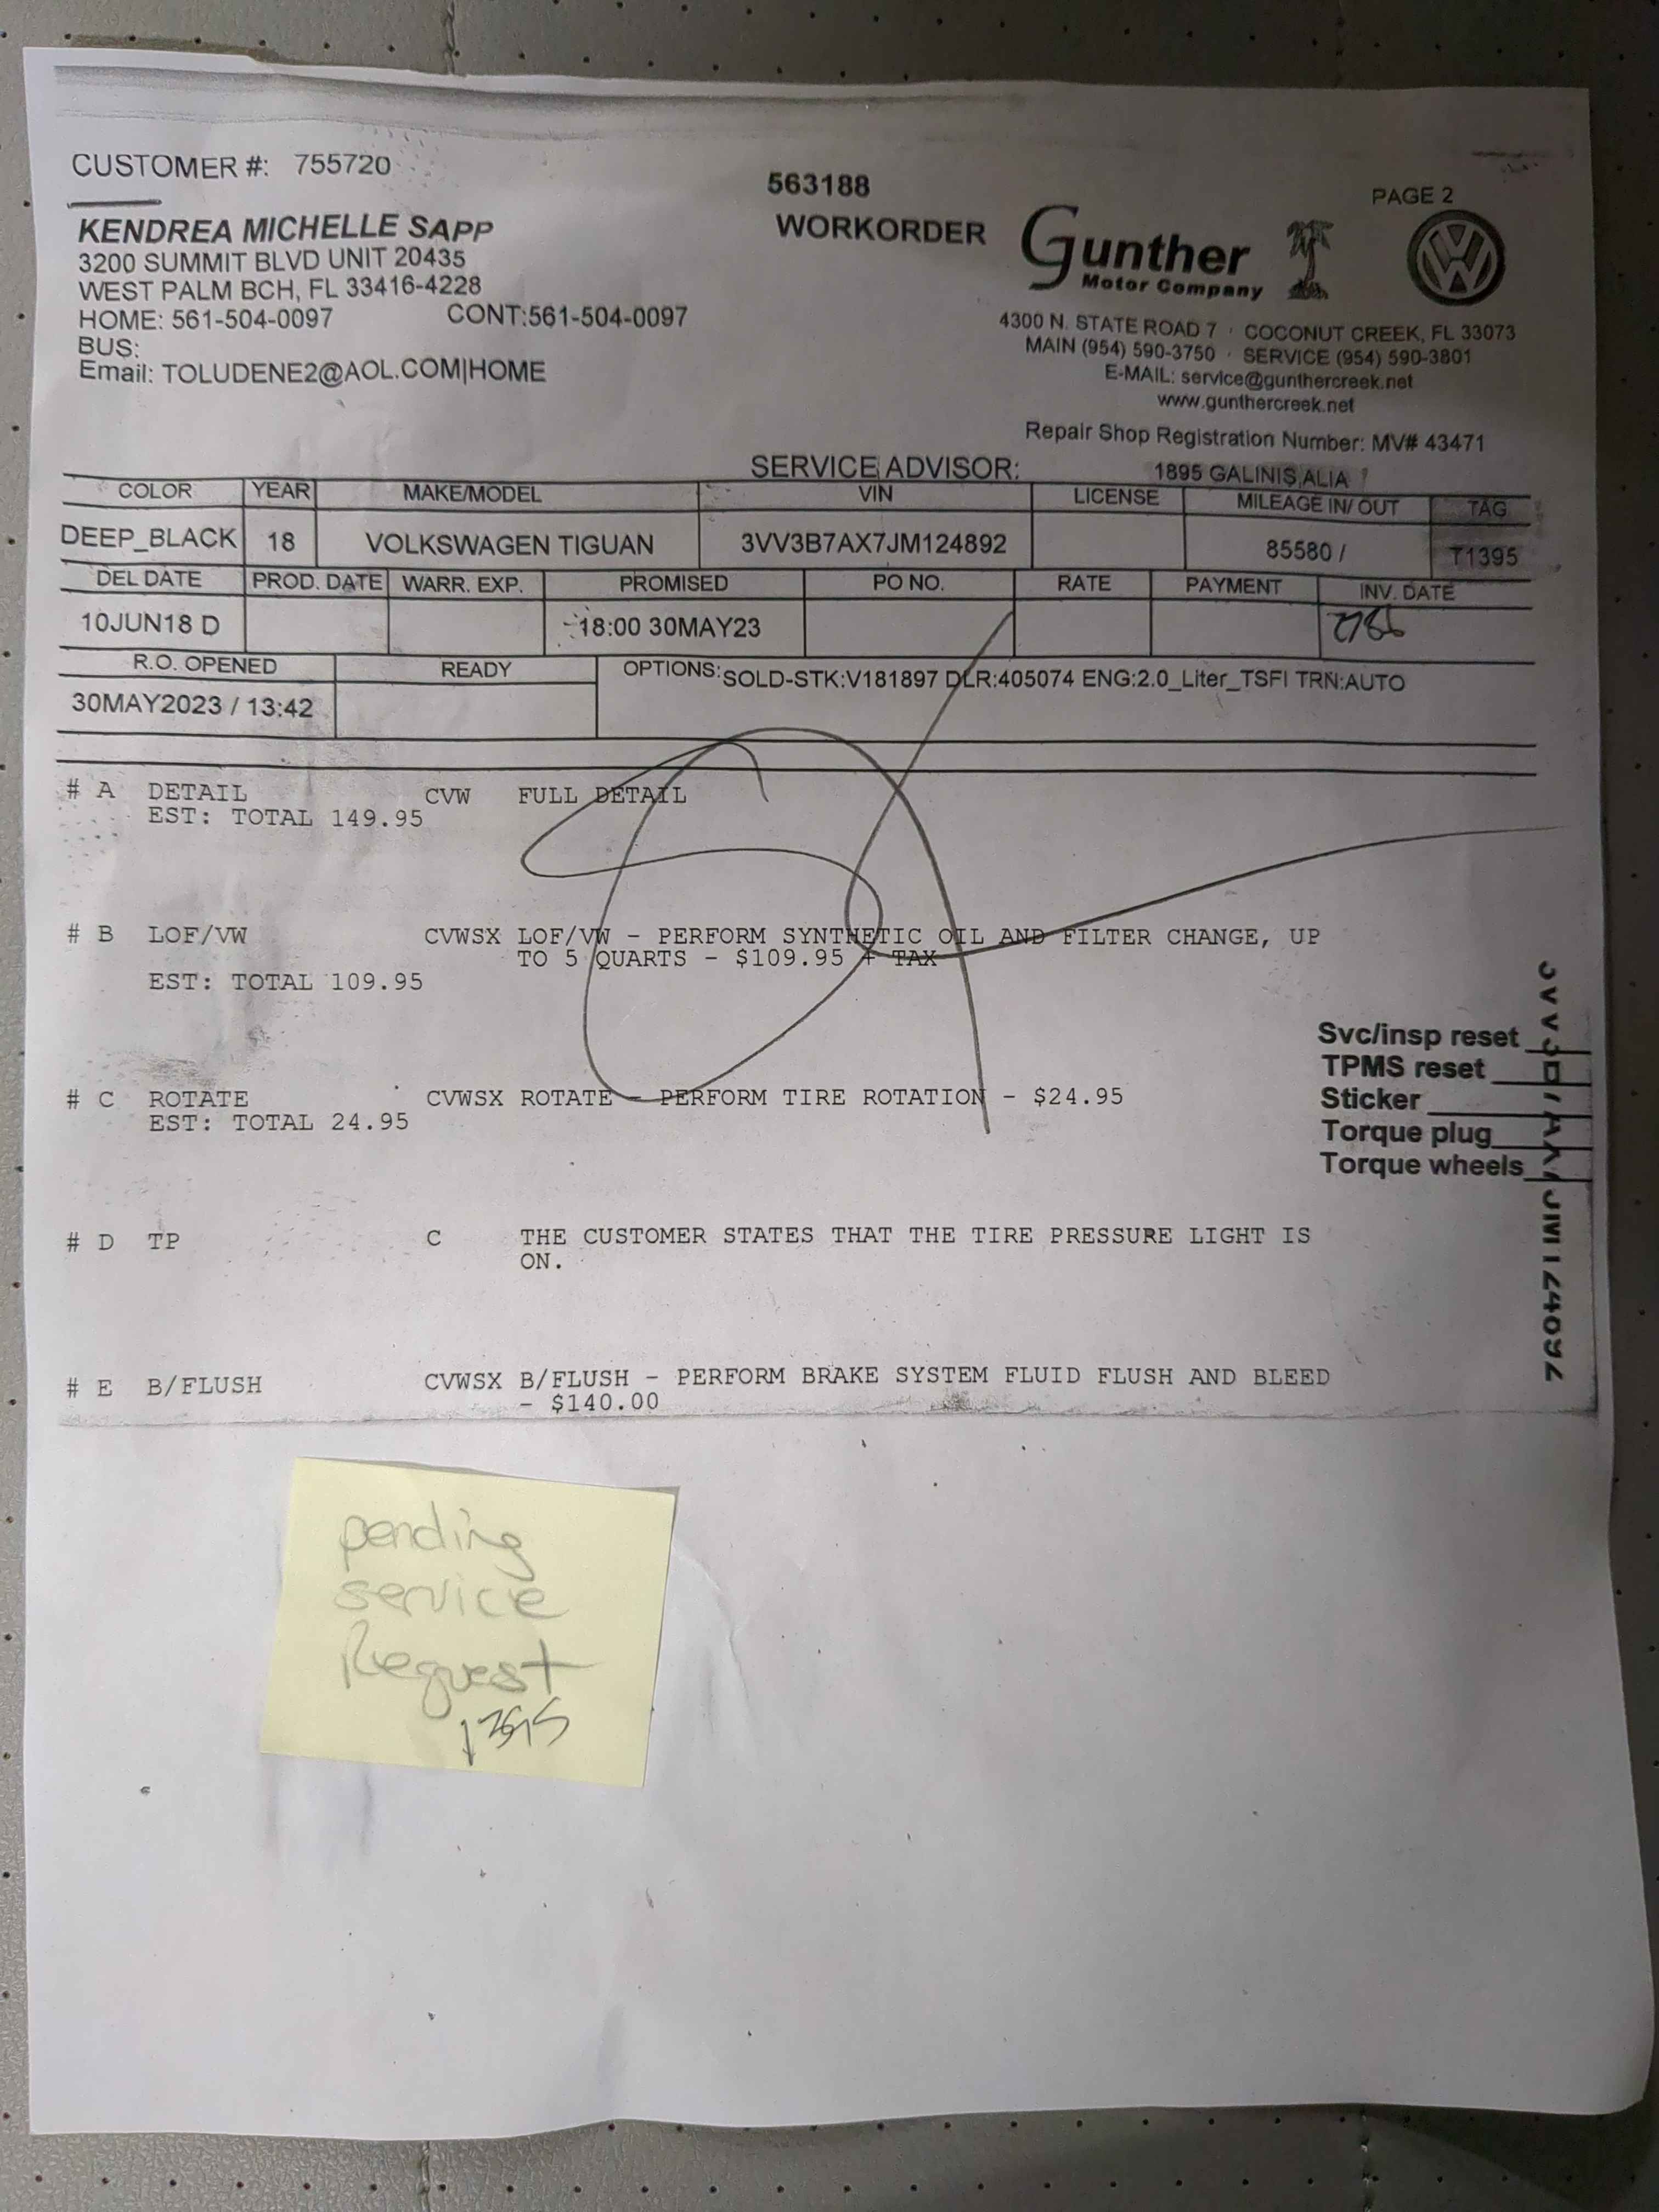 CUSTOMER #: 755720
563188
PAGE 2
KENDREA MICHELLE SAPP
WORKORDER
3200 SUMMIT BLVD UNIT 20435
WEST PALM BCH, FL 33416-4228
HOME: 561-504-0097 CONT:561-504-0097
BUS:
Email: TOLUDENE2@AOL.COM|HOME
Gunther
Motor Company
4300 N. STATE ROAD 7 · COCONUT CREEK, FL 33073
MAIN (954) 590-3750 · SERVICE (954) 590-3801
E-MAIL: service@gunthercreek.net
www.gunthercreek.net
Repair Shop Registration Number: MV# 43471
SERVICE ADVISOR: 1895 GALINIS,ALIA
COLOR YEAR MAKE/MODEL VIN LICENSE MILEAGE IN/ OUT TAG
DEEP_BLACK 18 VOLKSWAGEN TIGUAN 3VV3B7AX7JM124892 85580 / T1395
DEL DATE PROD. DATE WARR. EXP. PROMISED PO NO. RATE PAYMENT INV. DATE
10JUN18 D 18:00 30MAY23
R.O. OPENED READY OPTIONS: SOLD-STK:V181897 DLR:405074 ENG:2.0_Liter_TSFI TRN:AUTO
30MAY2023 / 13:42
# A DETAIL CVW FULL DETAIL
EST: TOTAL 149.95
# B LOF/VW CVWSX LOF/VW - PERFORM SYNTHETIC OIL AND FILTER CHANGE, UP
TO 5 QUARTS - $109.95 + TAX
EST: TOTAL 109.95
Svc/insp reset
TPMS reset
Sticker
Torque plug
Torque wheels
# C ROTATE CVWSX ROTATE - PERFORM TIRE ROTATION - $24.95
EST: TOTAL 24.95
# D TP C THE CUSTOMER STATES THAT THE TIRE PRESSURE LIGHT IS
ON.
# E B/FLUSH CVWSX B/FLUSH - PERFORM BRAKE SYSTEM FLUID FLUSH AND BLEED
- $140.00
pending
service
Request